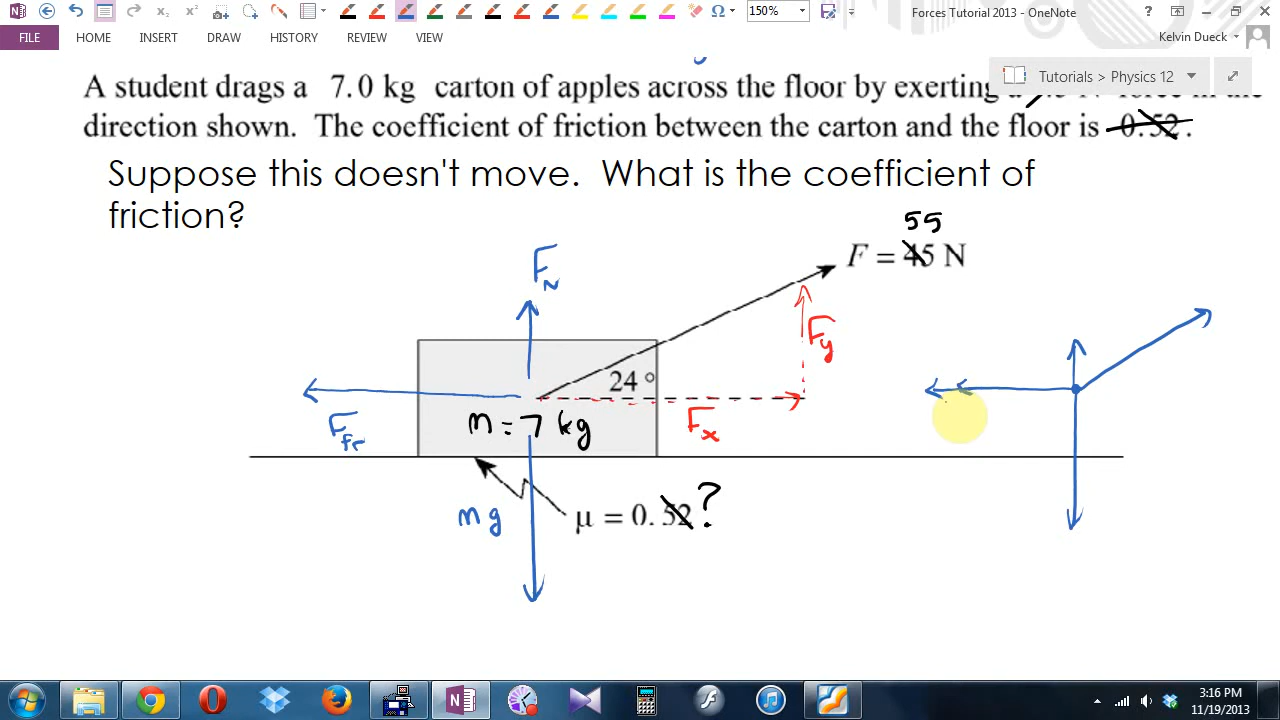 150%
Forces Tutorial 2013 - OneNote
FILE HOME INSERT DRAW HISTORY REVIEW VIEW
Kelvin Dueck
Tutorials > Physics 12
A student drags a 7.0 kg carton of apples across the floor by exerting
direction shown. The coefficient of friction between the carton and the floor is 0.52.
Suppose this doesn't move. What is the coefficient of
friction?
55
F = 45 N
FN
Fy
24°
Ffr
m = 7 kg
Fx
mg
μ = 0.52?
3:16 PM
11/19/2013